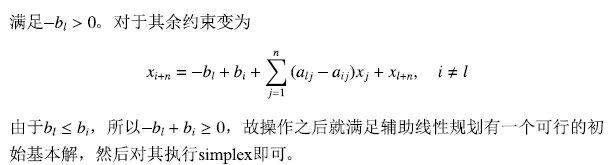 满足−b_l > 0。对于其余约束变为
x_{i+n} = −b_l + b_i + \sum_{j=1}^{n} (a_{lj} − a_{ij})x_j + x_{l+n}, i ≠ l
由于b_l ≤ b_i，所以−b_l + b_i ≥ 0，故操作之后就满足辅助线性规划有一个可行的初
始基本解，然后对其执行simplex即可。